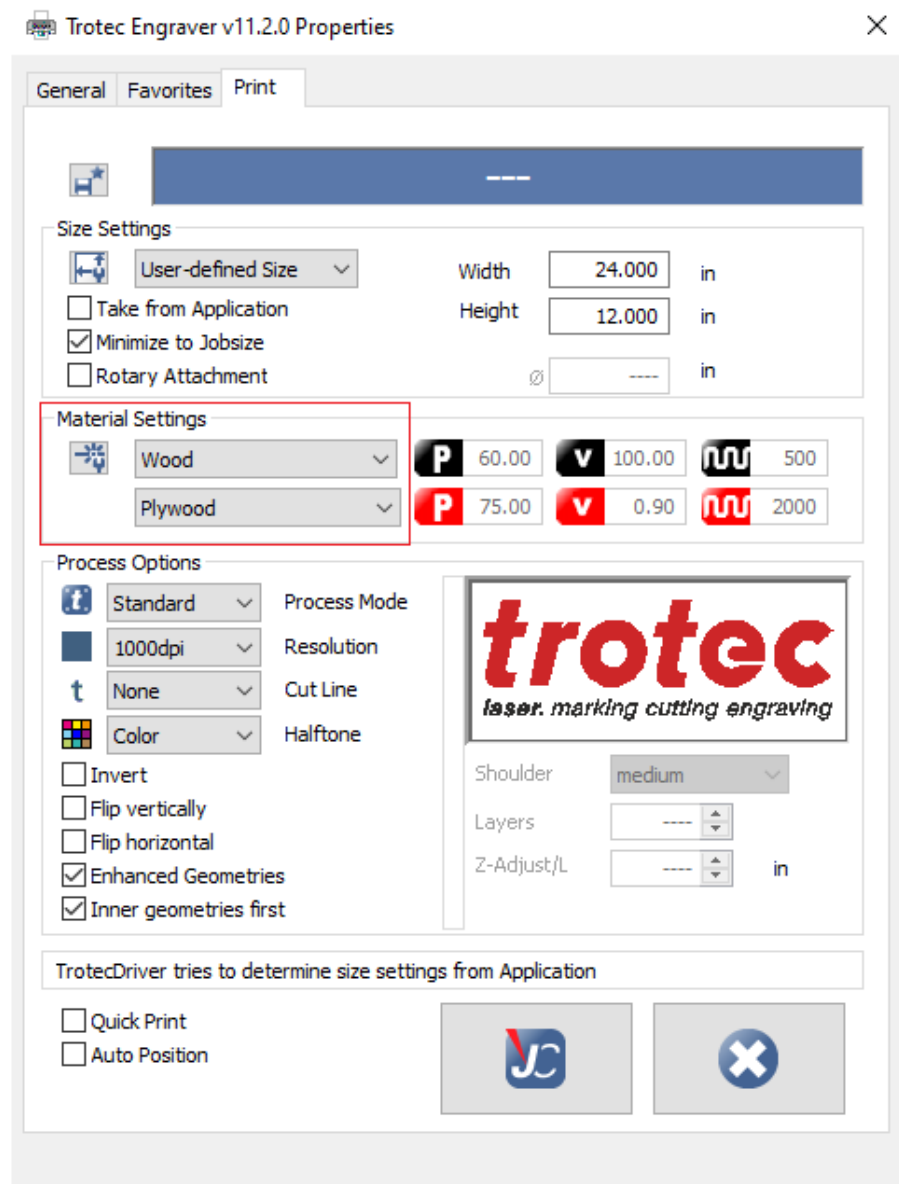 Trotec Engraver v11.2.0 Properties
General Favorites Print
---
Size Settings
User-defined Size Width 24.000 in
Take from Application Height 12.000 in
Minimize to Jobsize
Rotary Attachment Ø ---- in
Material Settings
Wood P 60.00 v 100.00 500
Plywood P 75.00 v 0.90 2000
Process Options
t Standard Process Mode
1000dpi Resolution
t None Cut Line
Color Halftone
trotec
laser. marking cutting engraving
Invert
Flip vertically
Flip horizontal
Enhanced Geometries
Inner geometries first
Shoulder medium
Layers ----
Z-Adjust/L ---- in
TrotecDriver tries to determine size settings from Application
Quick Print
Auto Position
JC